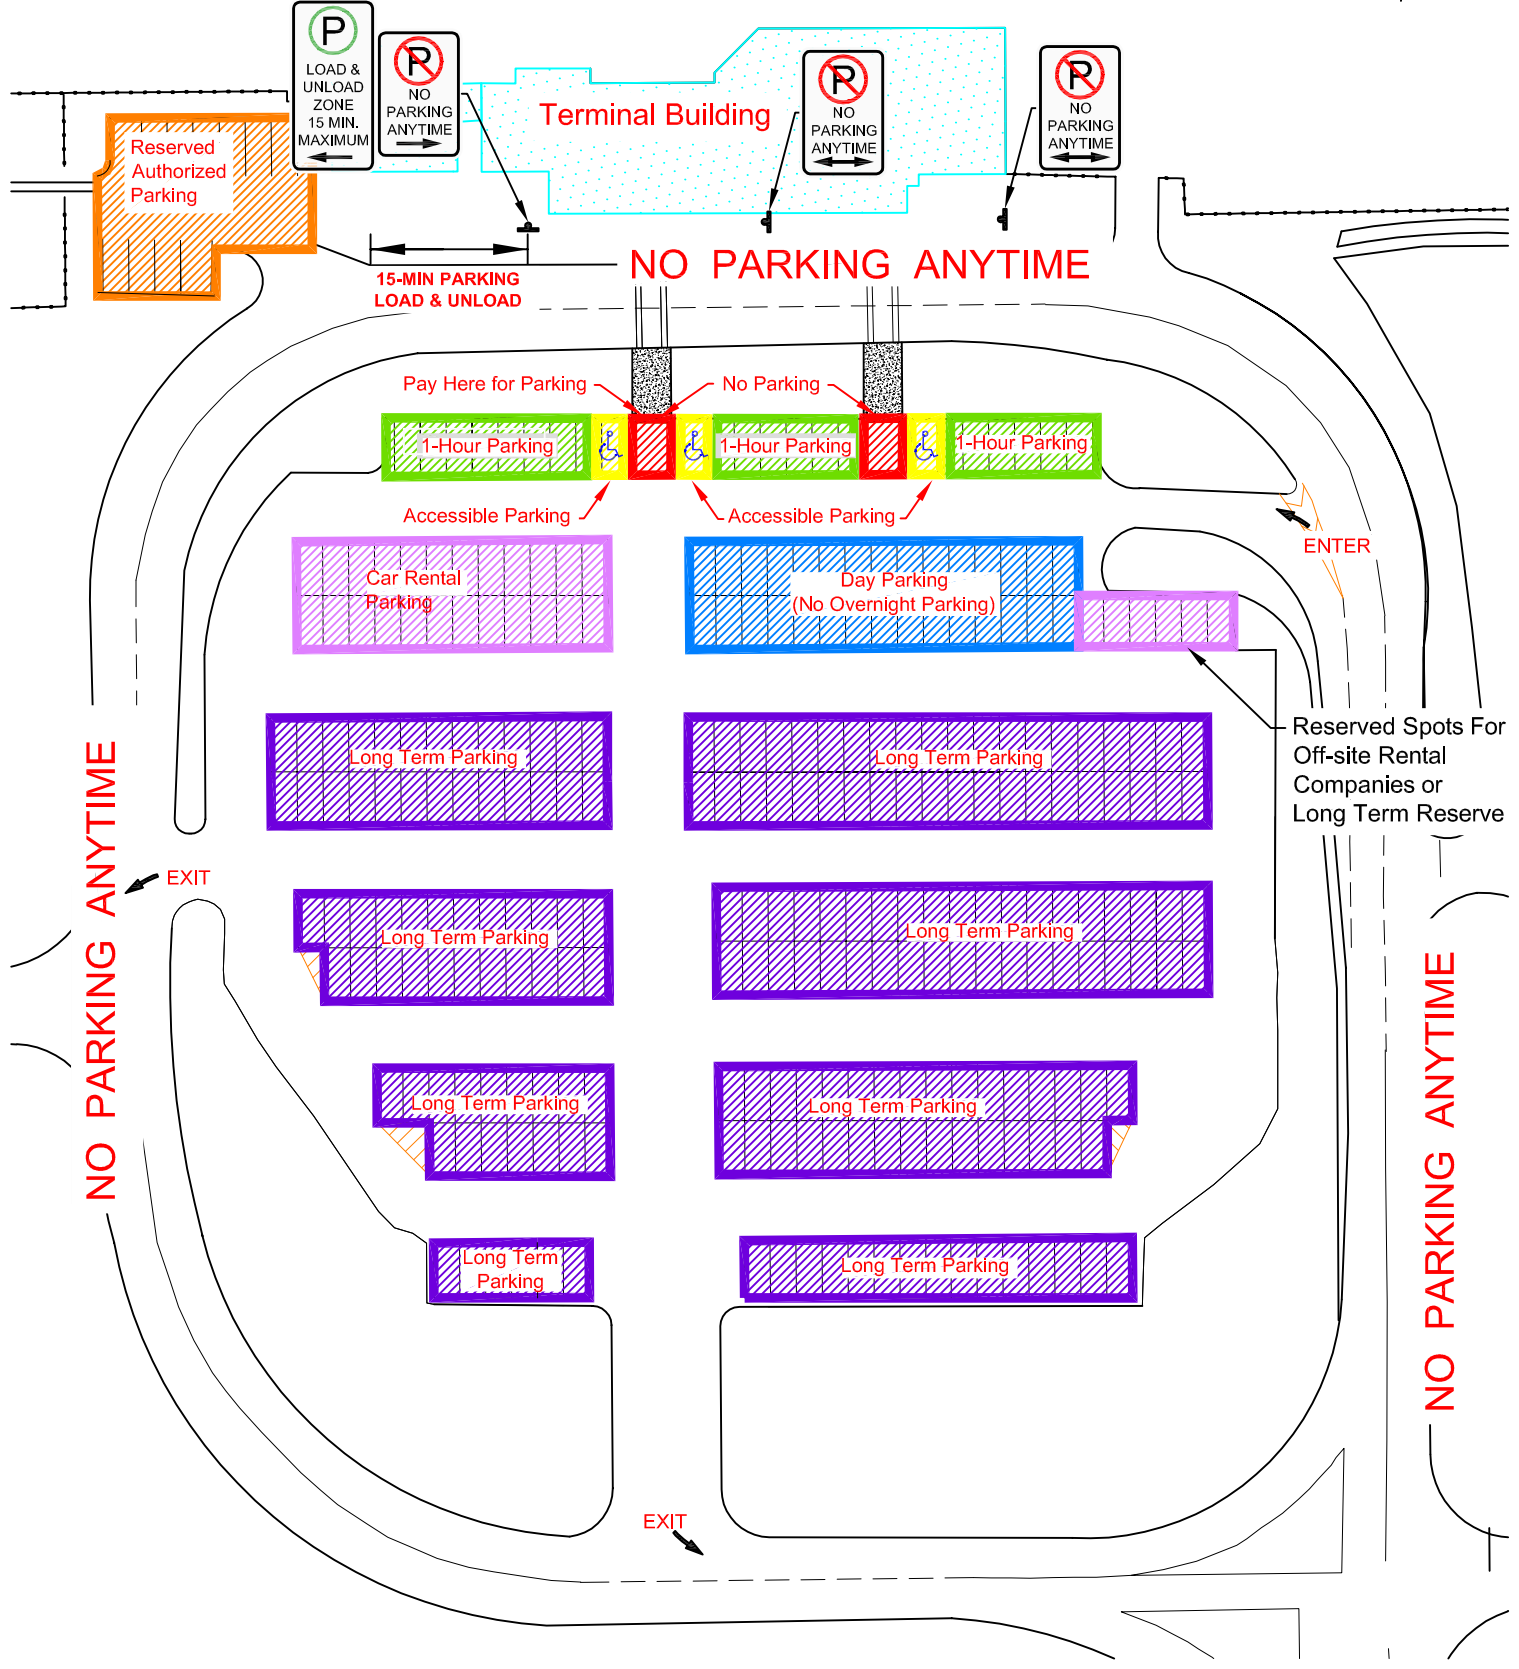 P
LOAD &
UNLOAD
ZONE
15 MIN.
MAXIMUM
P
NO
PARKING
ANYTIME
Terminal Building
P
NO
PARKING
ANYTIME
P
NO
PARKING
ANYTIME
Reserved
Authorized
Parking
15-MIN PARKING
LOAD & UNLOAD
NO PARKING ANYTIME
Pay Here for Parking
No Parking
1-Hour Parking
1-Hour Parking
1-Hour Parking
Accessible Parking
Accessible Parking
ENTER
Car Rental
Parking
Day Parking
(No Overnight Parking)
Reserved Spots For
Off-site Rental
Companies or
Long Term Reserve
Long Term Parking
Long Term Parking
EXIT
NO PARKING ANYTIME
Long Term Parking
Long Term Parking
NO PARKING ANYTIME
Long Term Parking
Long Term Parking
Long Term
Parking
Long Term Parking
EXIT